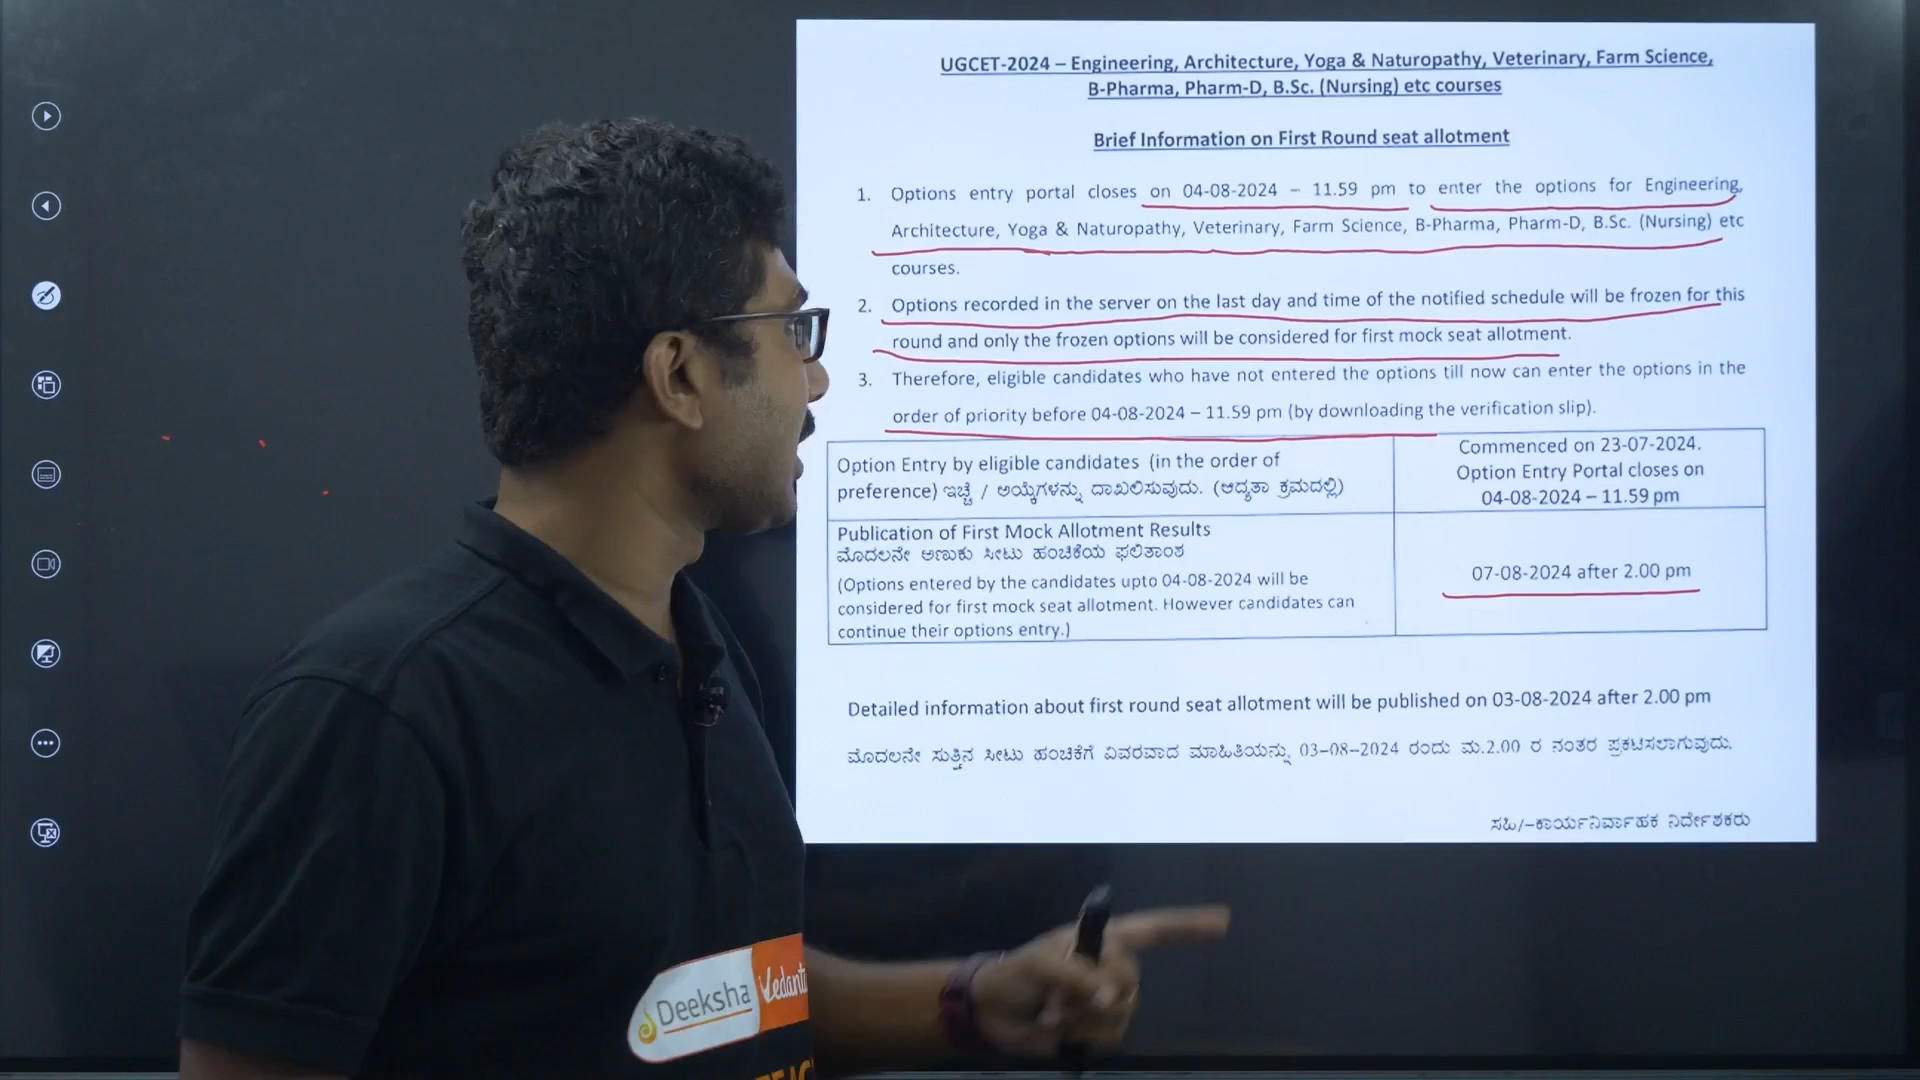 UGCET-2024 – Engineering, Architecture, Yoga & Naturopathy, Veterinary, Farm Science,
B-Pharma, Pharm-D, B.Sc. (Nursing) etc courses
Brief Information on First Round seat allotment
1. Options entry portal closes on 04-08-2024 – 11.59 pm to enter the options for Engineering,
Architecture, Yoga & Naturopathy, Veterinary, Farm Science, B-Pharma, Pharm-D, B.Sc. (Nursing) etc
courses.
2. Options recorded in the server on the last day and time of the notified schedule will be frozen for this
round and only the frozen options will be considered for first mock seat allotment.
3. Therefore, eligible candidates who have not entered the options till now can enter the options in the
order of priority before 04-08-2024 – 11.59 pm (by downloading the verification slip).
Option Entry by eligible candidates (in the order of
preference) ಇಚ್ಛೆ / ಆಯ್ಕೆಗಳನ್ನು ದಾಖಲಿಸುವುದು. (ಆದ್ಯತಾ ಕ್ರಮದಲ್ಲಿ)
Commenced on 23-07-2024.
Option Entry Portal closes on
04-08-2024 – 11.59 pm
Publication of First Mock Allotment Results
ಮೊದಲನೇ ಅಣುಕು ಸೀಟು ಹಂಚಿಕೆಯ ಫಲಿತಾಂಶ
(Options entered by the candidates upto 04-08-2024 will be
considered for first mock seat allotment. However candidates can
continue their options entry.)
07-08-2024 after 2.00 pm
Detailed information about first round seat allotment will be published on 03-08-2024 after 2.00 pm
ಮೊದಲನೇ ಸುತ್ತಿನ ಸೀಟು ಹಂಚಿಕೆಗೆ ವಿವರವಾದ ಮಾಹಿತಿಯನ್ನು 03-08-2024 ರಂದು ಮ.2.00 ರ ನಂತರ ಪ್ರಕಟಿಸಲಾಗುವುದು.
ಸಹಿ/-ಕಾರ್ಯನಿರ್ವಾಹಕ ನಿರ್ದೇಶಕರು
Deeksha